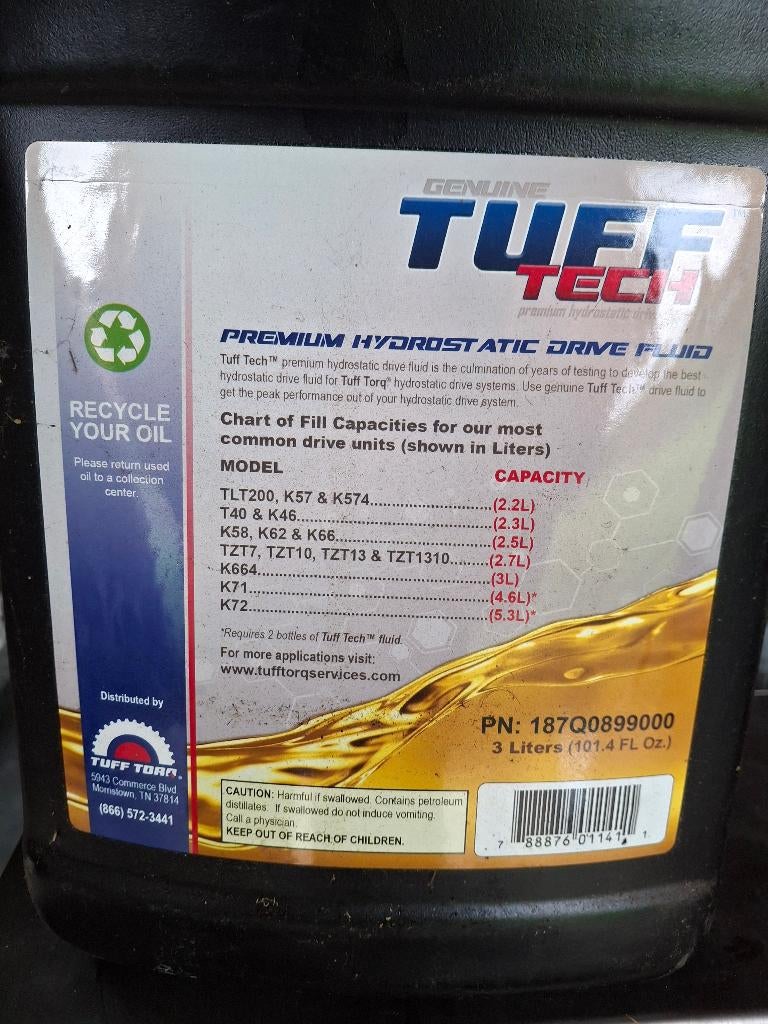 GENUINE
TUFF
TECH
TM
premium hydrostatic drive
PREMIUM HYDROSTATIC DRIVE FLUID
Tuff Tech™ premium hydrostatic drive fluid is the culmination of years of testing to develop the best
hydrostatic drive fluid for Tuff Torq® hydrostatic drive systems. Use genuine Tuff Tech™ drive fluid to
get the peak performance out of your hydrostatic drive system.
Chart of Fill Capacities for our most
common drive units (shown in Liters)
MODEL CAPACITY
TLT200, K57 & K574..............................(2.2L)
T40 & K46................................................(2.3L)
K58, K62 & K66.......................................(2.5L)
TZT7, TZT10, TZT13 & TZT1310.........(2.7L)
K664..........................................................(3L)
K71............................................................(4.6L)*
K72............................................................(5.3L)*
*Requires 2 bottles of Tuff Tech™ fluid.
For more applications visit:
www.tufftorqservices.com
PN: 187Q0899000
3 Liters (101.4 FL Oz.)
CAUTION: Harmful if swallowed. Contains petroleum
distillates. If swallowed do not induce vomiting.
Call a physician.
KEEP OUT OF REACH OF CHILDREN.
7 88876 01141 1
RECYCLE
YOUR OIL
Please return used
oil to a collection
center.
Distributed by
TUFF TORQ®
5943 Commerce Blvd
Morristown, TN 37814
(866) 572-3441